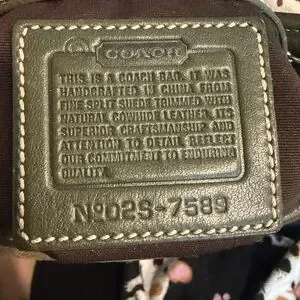 COACH
THIS IS A COACH BAG. IT WAS
HANDCRAFTED IN CHINA FROM
FINE SPLIT SUEDE TRIMMED WITH
NATURAL COWHIDE LEATHER. ITS
SUPERIOR CRAFTSMANSHIP AND
ATTENTION TO DETAIL REFLECT
OUR COMMITMENT TO ENDURING
QUALITY.
Nº02S-7589